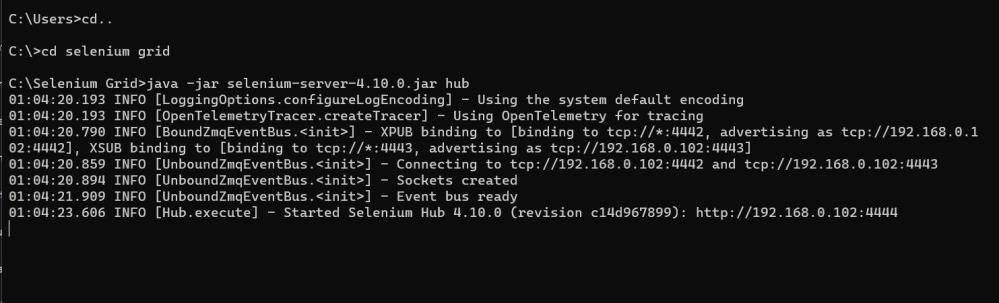 C:\Users>cd..
C:\>cd selenium grid
C:\Selenium Grid>java -jar selenium-server-4.10.0.jar hub
01:04:20.193 INFO [LoggingOptions.configureLogEncoding] - Using the system default encoding
01:04:20.193 INFO [OpenTelemetryTracer.createTracer] - Using OpenTelemetry for tracing
01:04:20.790 INFO [BoundZmqEventBus.<init>] - XPUB binding to [binding to tcp://*:4442, advertising as tcp://192.168.0.1
02:4442], XSUB binding to [binding to tcp://*:4443, advertising as tcp://192.168.0.102:4443]
01:04:20.859 INFO [UnboundZmqEventBus.<init>] - Connecting to tcp://192.168.0.102:4442 and tcp://192.168.0.102:4443
01:04:20.894 INFO [UnboundZmqEventBus.<init>] - Sockets created
01:04:21.909 INFO [UnboundZmqEventBus.<init>] - Event bus ready
01:04:23.606 INFO [Hub.execute] - Started Selenium Hub 4.10.0 (revision c14d967899): http://192.168.0.102:4444